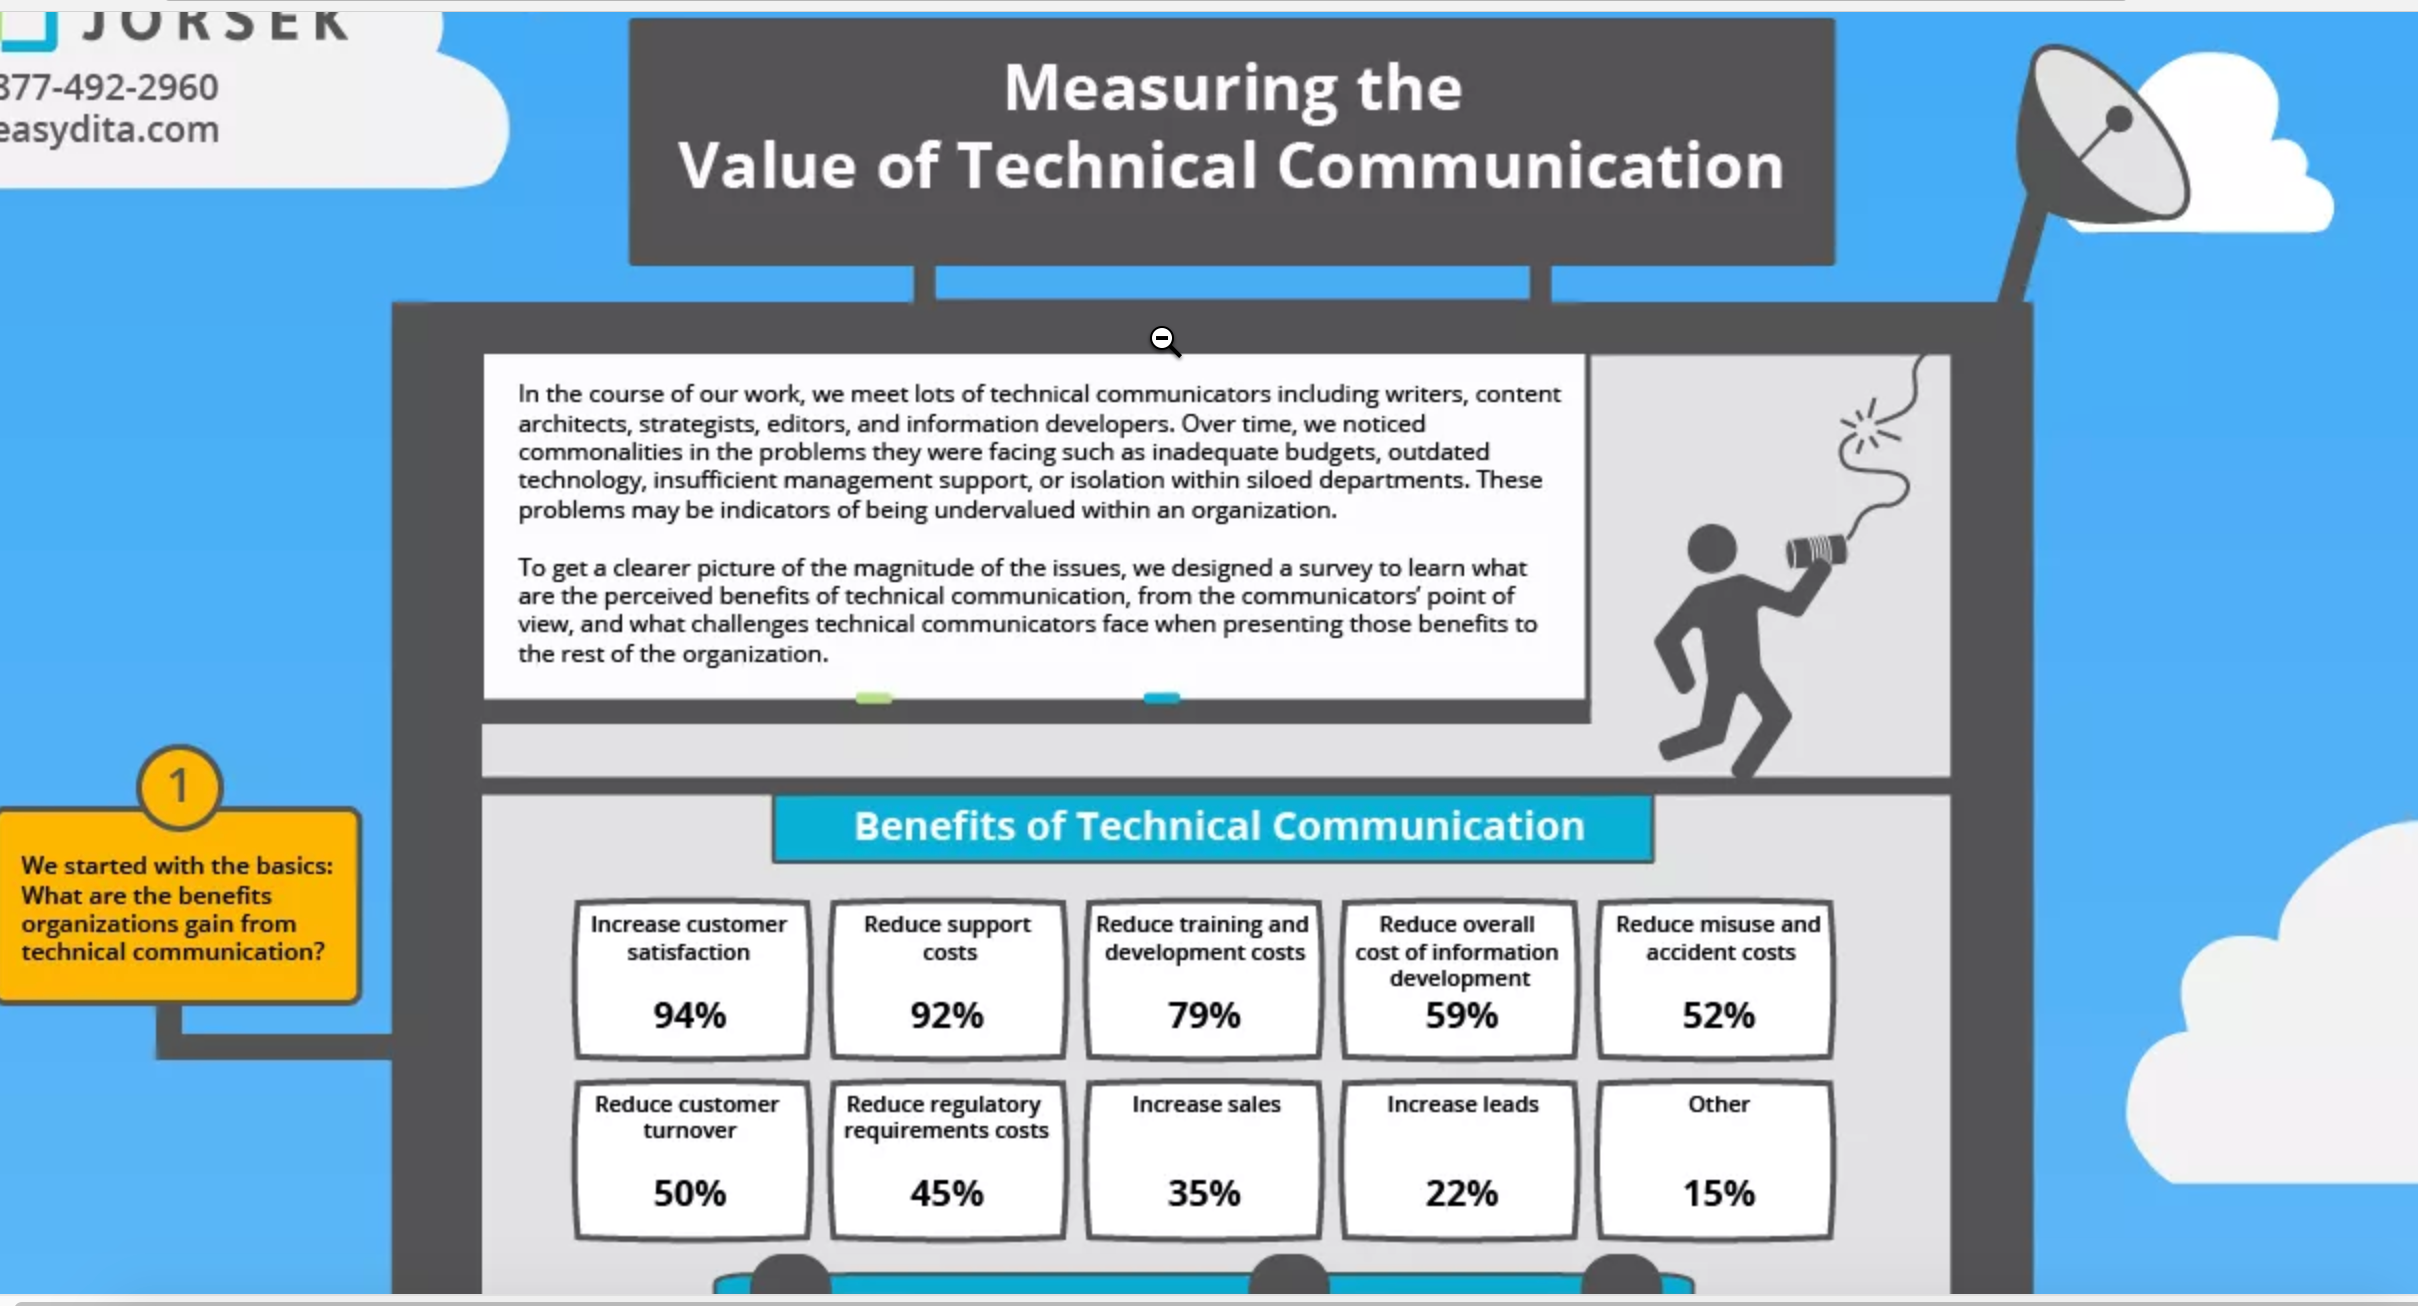 JORSEK
877-492-2960
easydita.com
Measuring the
Value of Technical Communication
In the course of our work, we meet lots of technical communicators including writers, content
architects, strategists, editors, and information developers. Over time, we noticed
commonalities in the problems they were facing such as inadequate budgets, outdated
technology, insufficient management support, or isolation within siloed departments. These
problems may be indicators of being undervalued within an organization.
To get a clearer picture of the magnitude of the issues, we designed a survey to learn what
are the perceived benefits of technical communication, from the communicators’ point of
view, and what challenges technical communicators face when presenting those benefits to
the rest of the organization.
1
We started with the basics:
What are the benefits
organizations gain from
technical communication?
Benefits of Technical Communication
Increase customer
satisfaction
94%
Reduce support
costs
92%
Reduce training and
development costs
79%
Reduce overall
cost of information
development
59%
Reduce misuse and
accident costs
52%
Reduce customer
turnover
50%
Reduce regulatory
requirements costs
45%
Increase sales
35%
Increase leads
22%
Other
15%